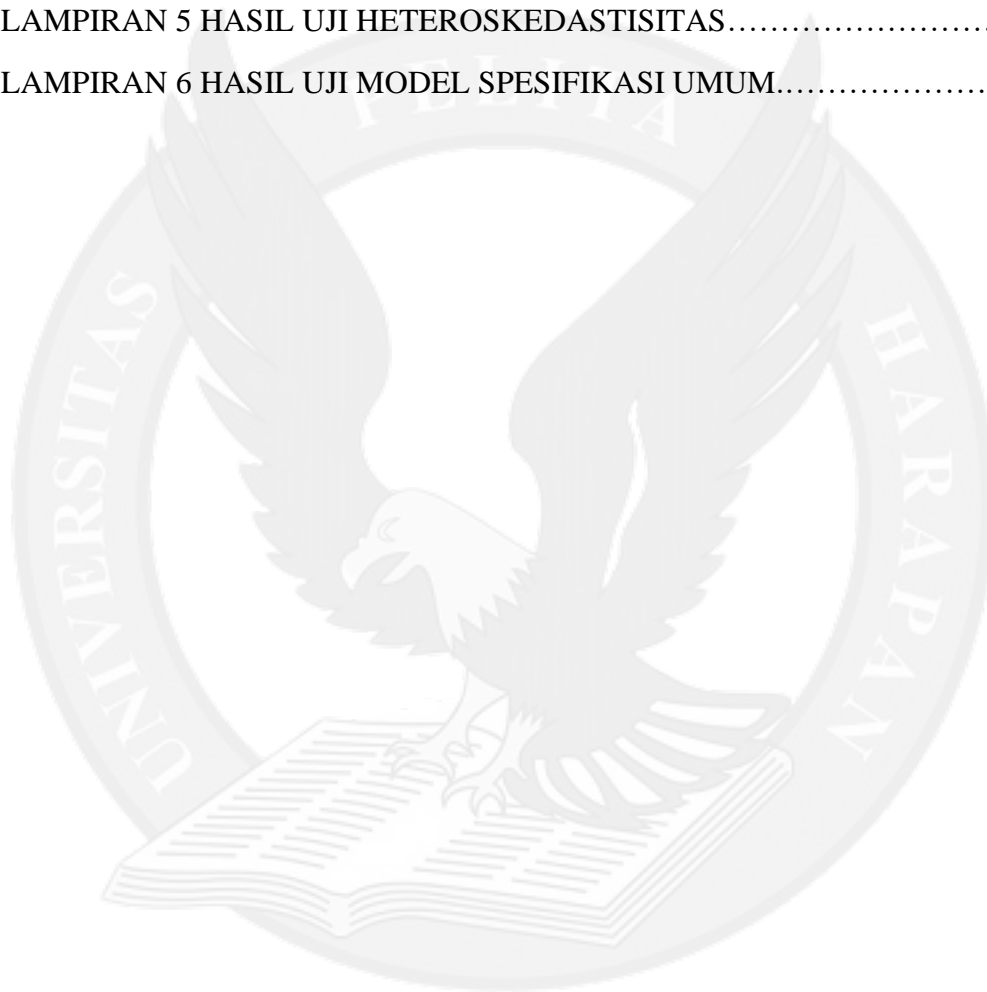 LAMPIRAN 5 HASIL UJI HETEROSKEDASTISITAS……………………
LAMPIRAN 6 HASIL UJI MODEL SPESIFIKASI UMUM.………………
UNIVERSITAS PELITA HARAPAN